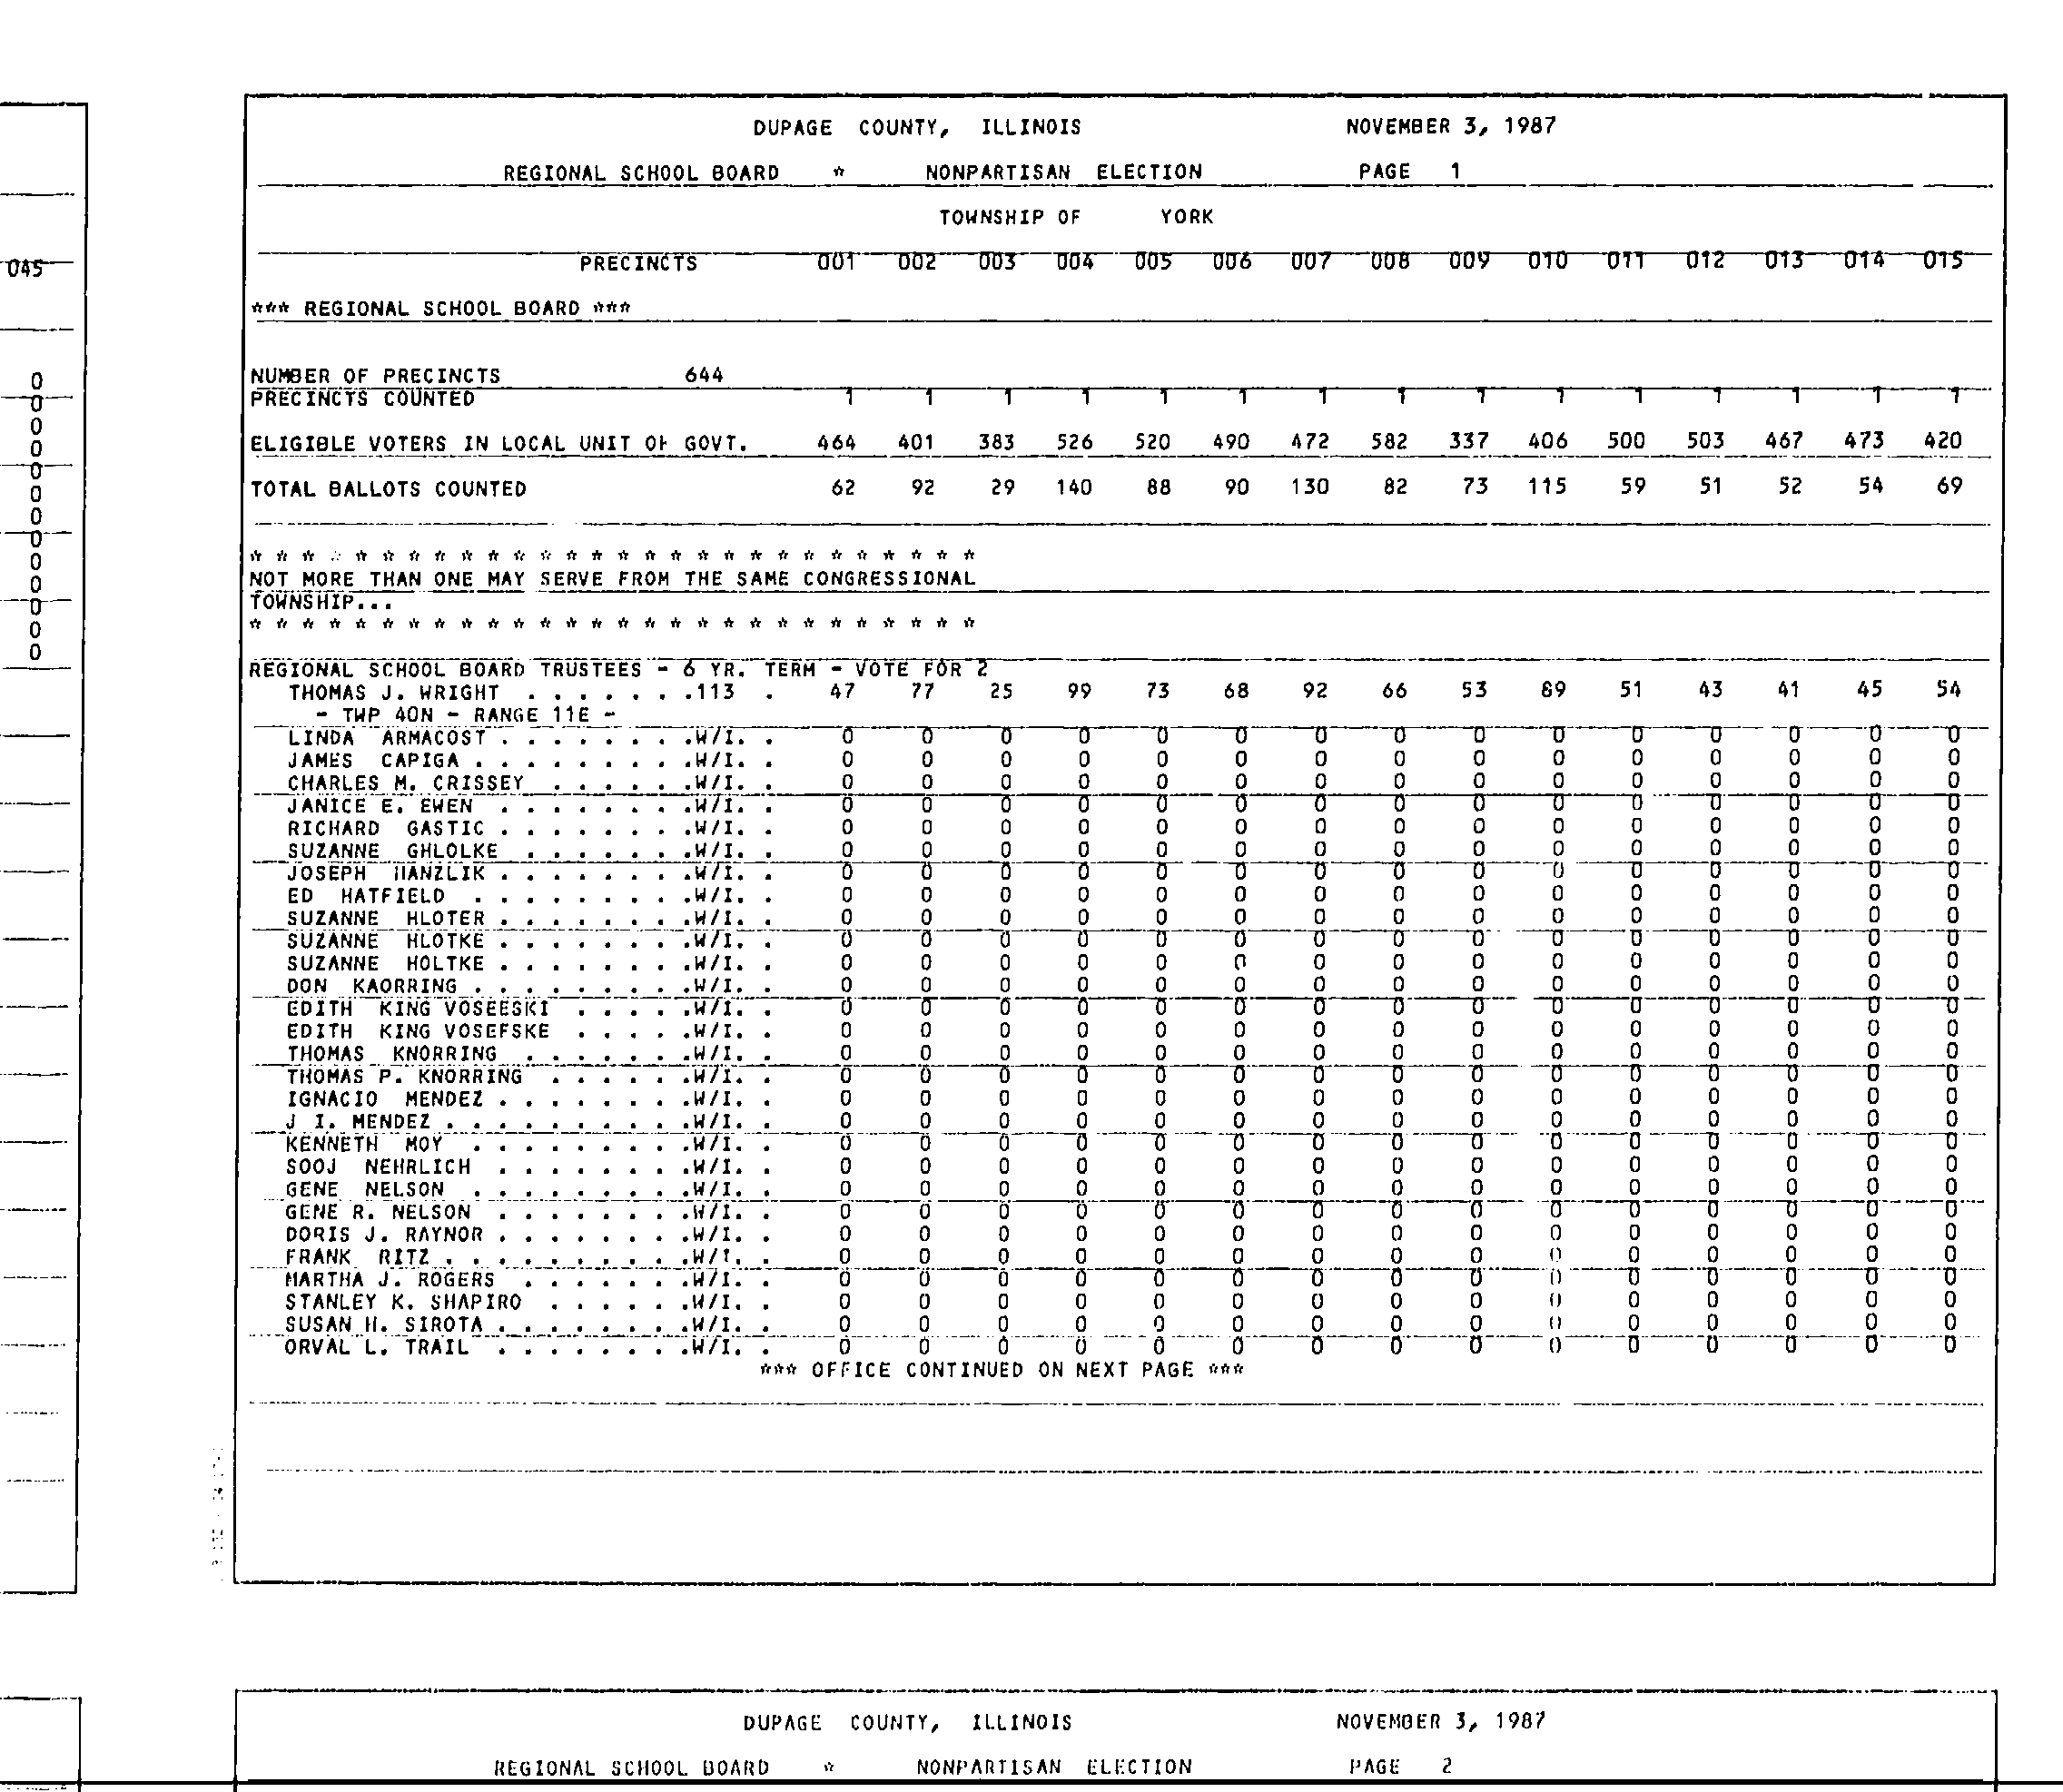 045
0
0
0
0
0
0
0
0
0
0
0
0
0
DUPAGE COUNTY, ILLINOIS NOVEMBER 3, 1987
REGIONAL SCHOOL BOARD * NONPARTISAN ELECTION PAGE 1
TOWNSHIP OF YORK
PRECINCTS 001 002 003 004 005 006 007 008 009 010 011 012 013 014 015
*** REGIONAL SCHOOL BOARD ***
NUMBER OF PRECINCTS 644
PRECINCTS COUNTED 1 1 1 1 1 1 1 1 1 1 1 1 1 1 1
ELIGIBLE VOTERS IN LOCAL UNIT OF GOVT. 464 401 383 526 520 490 472 582 337 406 500 503 467 473 420
TOTAL BALLOTS COUNTED 62 92 29 140 88 90 130 82 73 115 59 51 52 54 69
* * * * * * * * * * * * * * * * * * * * * * * * * * * *
NOT MORE THAN ONE MAY SERVE FROM THE SAME CONGRESSIONAL
TOWNSHIP...
* * * * * * * * * * * * * * * * * * * * * * * * * * * *
REGIONAL SCHOOL BOARD TRUSTEES - 6 YR. TERM - VOTE FOR 2
THOMAS J. WRIGHT . . . . . . .113 . 47 77 25 99 73 68 92 66 53 89 51 43 41 45 54
- TWP 40N - RANGE 11E -
LINDA ARMACOST . . . . . . . .W/I. . 0 0 0 0 0 0 0 0 0 0 0 0 0 0 0
JAMES CAPIGA . . . . . . . . .W/I. . 0 0 0 0 0 0 0 0 0 0 0 0 0 0 0
CHARLES M. CRISSEY . . . . . .W/I. . 0 0 0 0 0 0 0 0 0 0 0 0 0 0 0
JANICE E. EWEN . . . . . . . .W/I. . 0 0 0 0 0 0 0 0 0 0 0 0 0 0 0
RICHARD GASTIC . . . . . . . .W/I. . 0 0 0 0 0 0 0 0 0 0 0 0 0 0 0
SUZANNE GHLOLKE . . . . . . .W/I. . 0 0 0 0 0 0 0 0 0 0 0 0 0 0 0
JOSEPH HANZLIK . . . . . . . .W/I. . 0 0 0 0 0 0 0 0 0 0 0 0 0 0 0
ED HATFIELD . . . . . . . . .W/I. . 0 0 0 0 0 0 0 0 0 0 0 0 0 0 0
SUZANNE HLOTER . . . . . . . .W/I. . 0 0 0 0 0 0 0 0 0 0 0 0 0 0 0
SUZANNE HLOTKE . . . . . . . .W/I. . 0 0 0 0 0 0 0 0 0 0 0 0 0 0 0
SUZANNE HOLTKE . . . . . . . .W/I. . 0 0 0 0 0 0 0 0 0 0 0 0 0 0 0
DON KAORRING . . . . . . . . .W/I. . 0 0 0 0 0 0 0 0 0 0 0 0 0 0 0
EDITH KING VOSEESKI . . . . .W/I. . 0 0 0 0 0 0 0 0 0 0 0 0 0 0 0
EDITH KING VOSEFSKE . . . . .W/I. . 0 0 0 0 0 0 0 0 0 0 0 0 0 0 0
THOMAS KNORRING . . . . . . .W/I. . 0 0 0 0 0 0 0 0 0 0 0 0 0 0 0
THOMAS P. KNORRING . . . . . .W/I. . 0 0 0 0 0 0 0 0 0 0 0 0 0 0 0
IGNACIO MENDEZ . . . . . . . .W/I. . 0 0 0 0 0 0 0 0 0 0 0 0 0 0 0
J I. MENDEZ . . . . . . . . . .W/I. . 0 0 0 0 0 0 0 0 0 0 0 0 0 0 0
KENNETH MOY . . . . . . . . .W/I. . 0 0 0 0 0 0 0 0 0 0 0 0 0 0 0
SOOJ NEHRLICH . . . . . . . .W/I. . 0 0 0 0 0 0 0 0 0 0 0 0 0 0 0
GENE NELSON . . . . . . . . .W/I. . 0 0 0 0 0 0 0 0 0 0 0 0 0 0 0
GENE R. NELSON . . . . . . . .W/I. . 0 0 0 0 0 0 0 0 0 0 0 0 0 0 0
DORIS J. RAYNOR . . . . . . . .W/I. . 0 0 0 0 0 0 0 0 0 0 0 0 0 0 0
FRANK RITZ . . . . . . . . . .W/I. . 0 0 0 0 0 0 0 0 0 0 0 0 0 0 0
MARTHA J. ROGERS . . . . . . .W/I. . 0 0 0 0 0 0 0 0 0 0 0 0 0 0 0
STANLEY K. SHAPIRO . . . . . .W/I. . 0 0 0 0 0 0 0 0 0 0 0 0 0 0 0
SUSAN H. SIROTA . . . . . . . .W/I. . 0 0 0 0 0 0 0 0 0 0 0 0 0 0 0
ORVAL L. TRAIL . . . . . . . .W/I. . 0 0 0 0 0 0 0 0 0 0 0 0 0 0 0
*** OFFICE CONTINUED ON NEXT PAGE ***
DUPAGE COUNTY, ILLINOIS NOVEMBER 3, 1987
REGIONAL SCHOOL BOARD * NONPARTISAN ELECTION PAGE 2